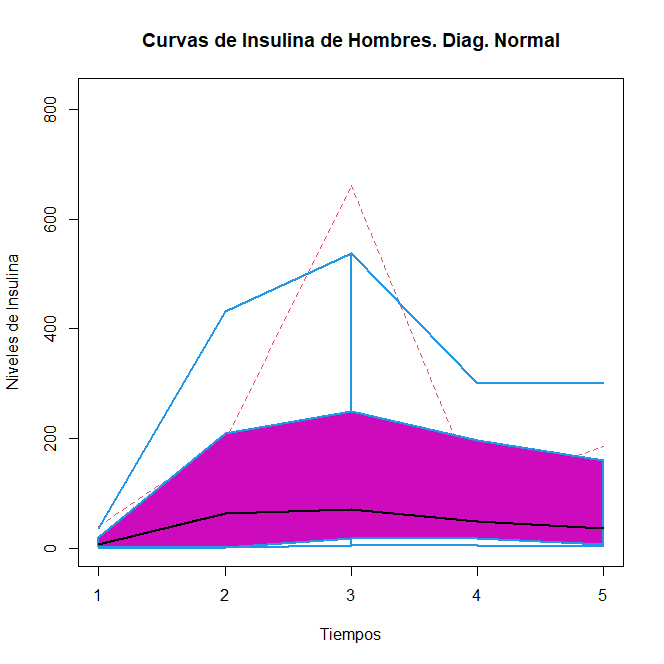 Curvas de Insulina de Hombres. Diag. Normal
Niveles de Insulina
800
600
400
200
0
1 2 3 4 5
Tiempos